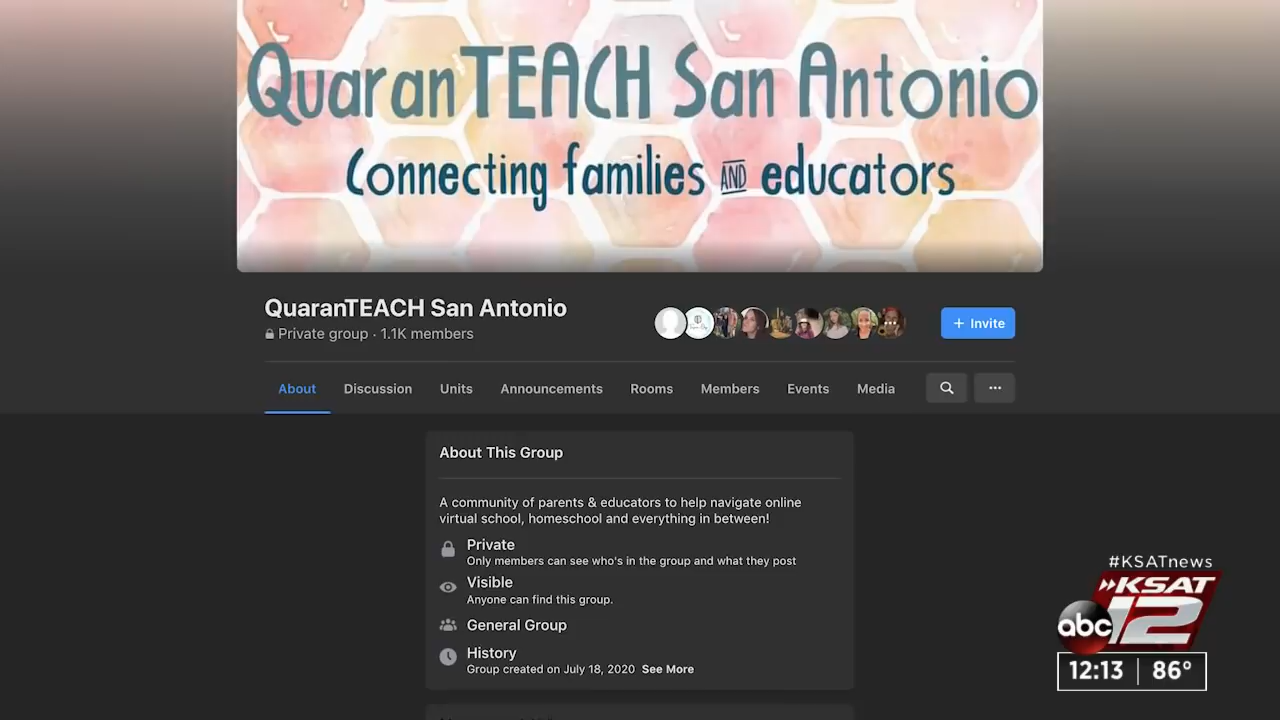 QuaranTEACH San Antonio
Connecting families AND educators
QuaranTEACH San Antonio
Private group · 1.1K members
+ Invite
About
Discussion
Units
Announcements
Rooms
Members
Events
Media
About This Group
A community of parents & educators to help navigate online
virtual school, homeschool and everything in between!
Private
Only members can see who's in the group and what they post
Visible
Anyone can find this group.
General Group
History
Group created on July 18, 2020 See More
#KSATnews
KSAT
abc 12
12:13 | 86°